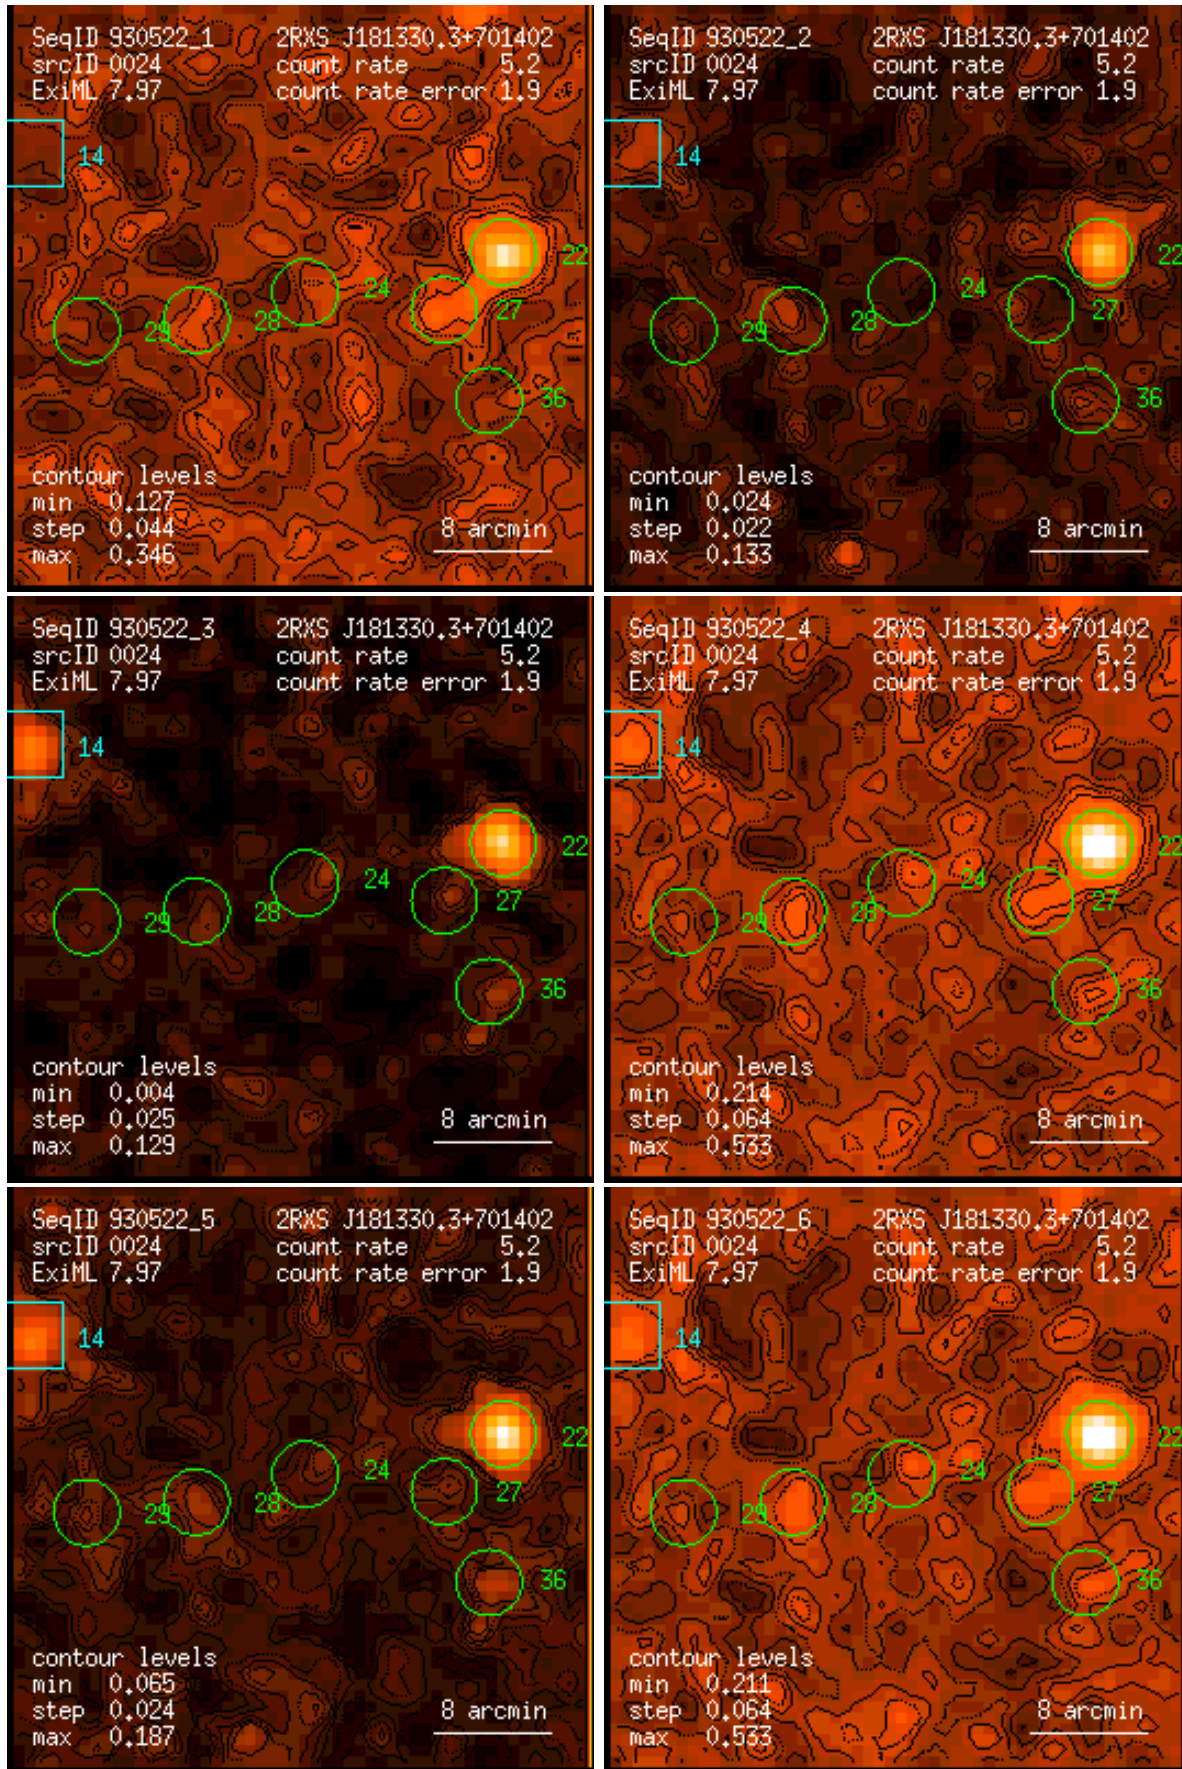 SeqID 930522_1 2RXS J181330.3+701402
srcID 0024 count rate 5.2
ExiML 7.97 count rate error 1.9
14
22
24
27
29
28
36
contour levels
min 0.127
step 0.044
max 0.346
8 arcmin
SeqID 930522_2 2RXS J181330.3+701402
srcID 0024 count rate 5.2
ExiML 7.97 count rate error 1.9
14
22
24
27
29
28
36
contour levels
min 0.024
step 0.022
max 0.133
8 arcmin
SeqID 930522_3 2RXS J181330.3+701402
srcID 0024 count rate 5.2
ExiML 7.97 count rate error 1.9
14
22
24
27
29
28
36
contour levels
min 0.004
step 0.025
max 0.129
8 arcmin
SeqID 930522_4 2RXS J181330.3+701402
srcID 0024 count rate 5.2
ExiML 7.97 count rate error 1.9
14
22
24
27
29
28
36
contour levels
min 0.214
step 0.064
max 0.533
8 arcmin
SeqID 930522_5 2RXS J181330.3+701402
srcID 0024 count rate 5.2
ExiML 7.97 count rate error 1.9
14
22
24
27
29
28
36
contour levels
min 0.065
step 0.024
max 0.187
8 arcmin
SeqID 930522_6 2RXS J181330.3+701402
srcID 0024 count rate 5.2
ExiML 7.97 count rate error 1.9
14
22
24
27
29
28
36
contour levels
min 0.211
step 0.064
max 0.533
8 arcmin